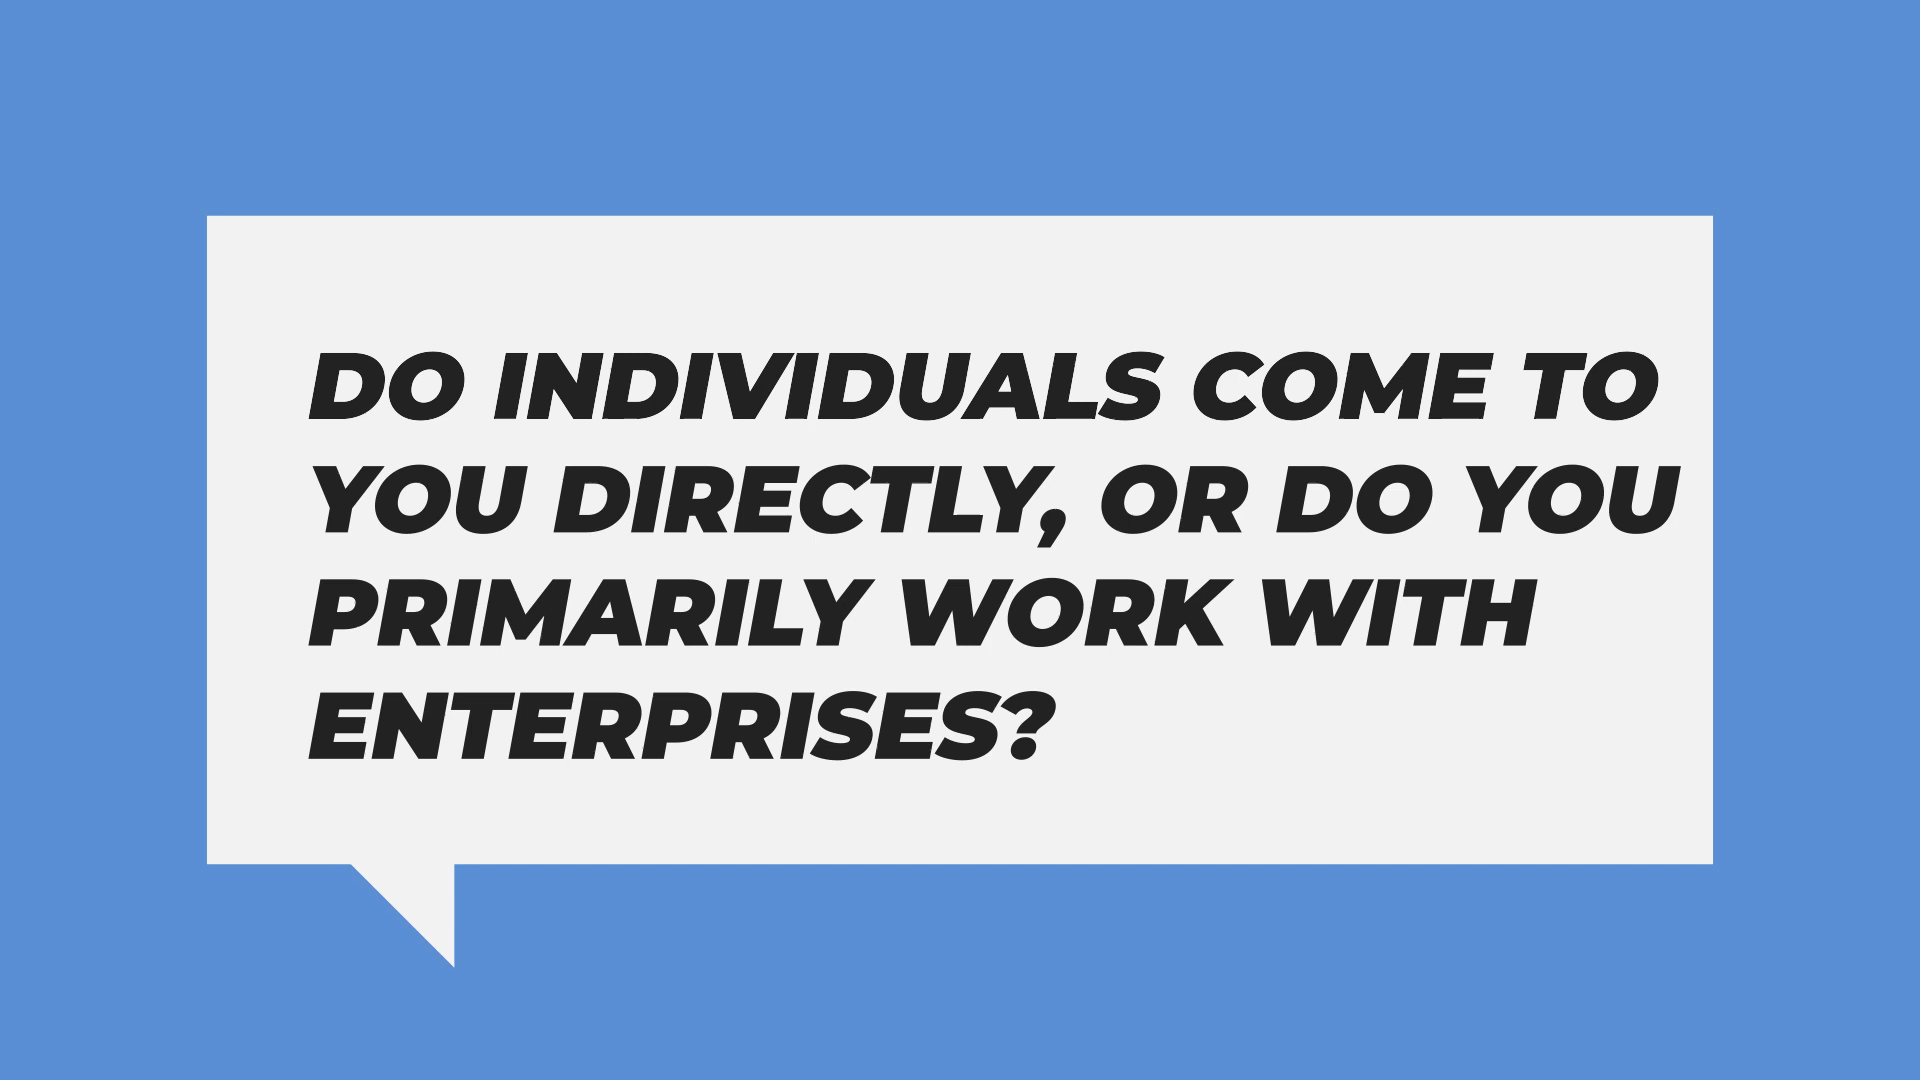 DO INDIVIDUALS COME TO
YOU DIRECTLY, OR DO YOU
PRIMARILY WORK WITH
ENTERPRISES?